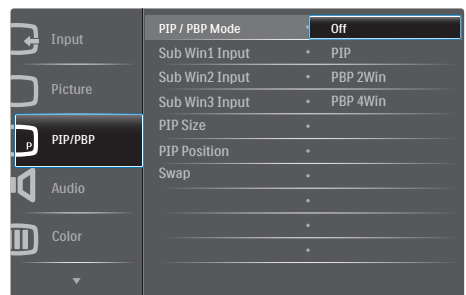 Input
Picture
P
PIP/PBP
Audio
Color
PIP / PBP Mode • Off
Sub Win1 Input • PIP
Sub Win2 Input • PBP 2Win
Sub Win3 Input • PBP 4Win
PIP Size •
PIP Position •
Swap •
•
•
•